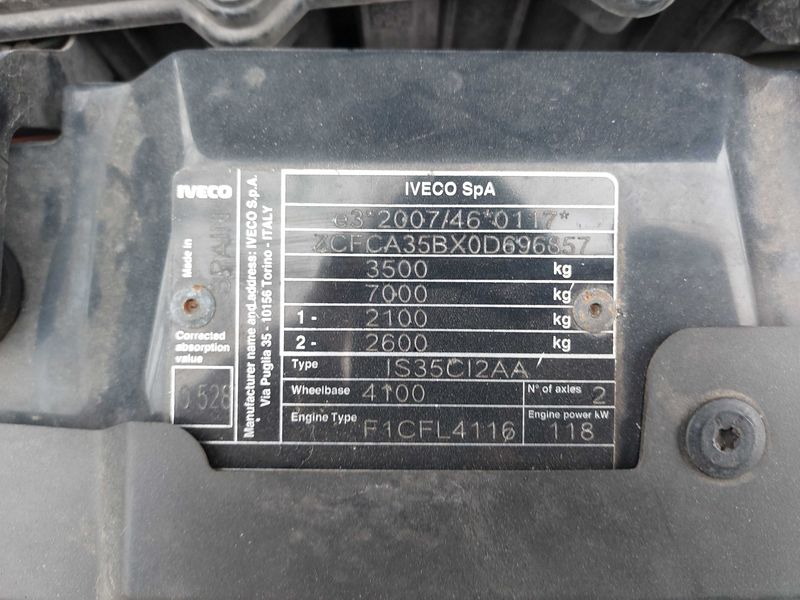 IVECO
Made in
SPAIN
Corrected
absorption
value
0.528
Manufacturer name and address: IVECO S.p.A.
Via Puglia 35 - 10156 Torino - ITALY
IVECO SpA
e3*2007/46*0117*
ZCFCA35BX0D696857
3500 kg
7000 kg
1 - 2100 kg
2 - 2600 kg
Type IS35CI2AA
Wheelbase 4100 N° of axles 2
Engine Type F1CFL4116 Engine power kW 118